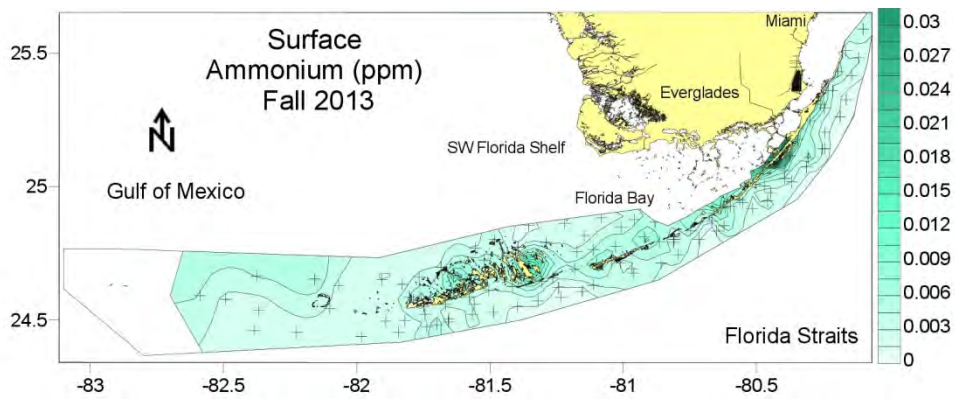 Surface
Ammonium (ppm)
Fall 2013
N
Miami
Everglades
SW Florida Shelf
Gulf of Mexico
Florida Bay
Florida Straits
25.5
25
24.5
-83
-82.5
-82
-81.5
-81
-80.5
0.03
0.027
0.024
0.021
0.018
0.015
0.012
0.009
0.006
0.003
0